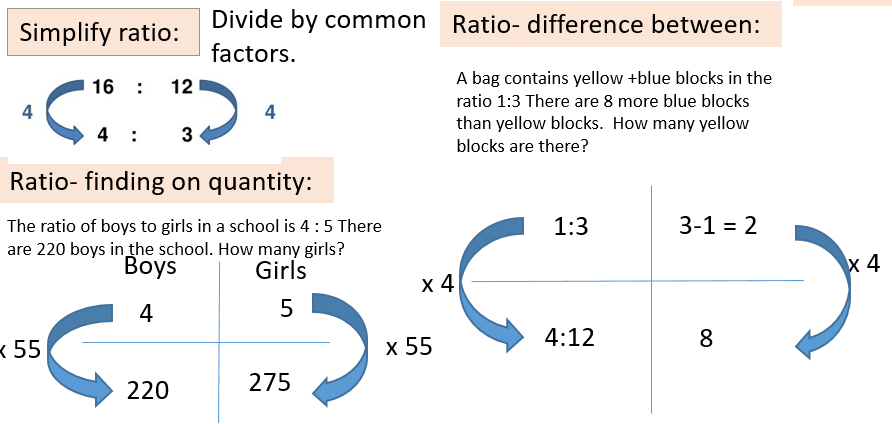 Simplify ratio:
Divide by common
factors.
16 : 12
4 4
4 : 3
Ratio- finding on quantity:
The ratio of boys to girls in a school is 4 : 5 There
are 220 boys in the school. How many girls?
Boys Girls
4 5
x 55 x 55
220 275
Ratio- difference between:
A bag contains yellow +blue blocks in the
ratio 1:3 There are 8 more blue blocks
than yellow blocks. How many yellow
blocks are there?
1:3 3-1 = 2
x 4 x 4
4:12 8